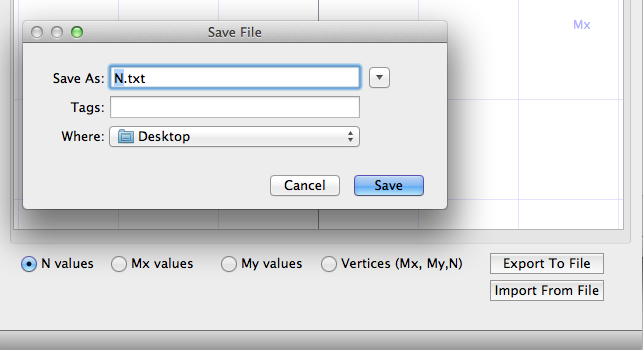 Save File
Mx
Save As: N.txt
Tags:
Where: Desktop
Cancel Save
N values Mx values My values Vertices (Mx, My,N) Export To File
Import From File